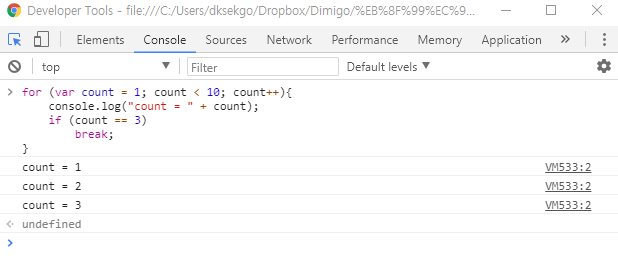 Developer Tools - file:///C:/Users/dksekgo/Dropbox/Dimigo/%EB%8F%99%EC%9...
Elements Console Sources Network Performance Memory Application »
top Filter Default levels
> for (var count = 1; count < 10; count++){
    console.log("count = " + count);
    if (count == 3)
        break;
}
count = 1 VM533:2
count = 2 VM533:2
count = 3 VM533:2
undefined
>